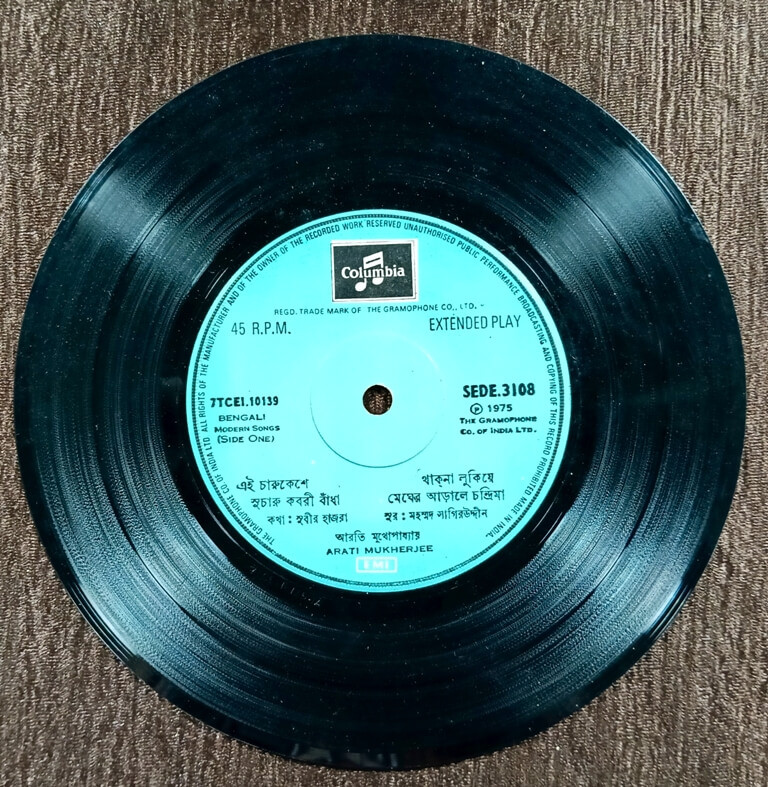 THE GRAMOPHONE CO. OF INDIA LTD ALL RIGHTS OF THE MANUFACTURER AND OF THE OWNER OF THE RECORDED WORK RESERVED UNAUTHORISED PUBLIC PERFORMANCE BROADCASTING AND COPYING OF THIS RECORD PROHIBITED MADE IN INDIA.
Columbia
REGD. TRADE MARK OF THE GRAMOPHONE CO., LTD.
45 R.P.M. EXTENDED PLAY
7TCE1.10139 SEDE.3108
BENGALI ℗ 1975
MODERN SONGS THE GRAMOPHONE
(SIDE ONE) CO. OF INDIA LTD.
এই চারুকেশে থাকনা লুকিয়ে
সুচারু কবরী বাঁধা মেঘের আড়ালে চন্দ্রিমা
কথা : সুবীর হাজরা সুর : মহম্মদ সাগিরউদ্দীন
আরতি মুখোপাধ্যায়
ARATI MUKHERJEE
EMI